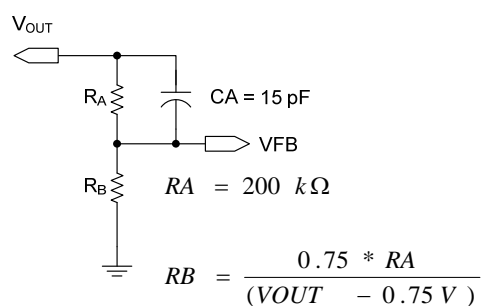 VOUT
RA
CA = 15 pF
VFB
RB
RA = 200 kΩ
RB = 0.75 * RA / (VOUT - 0.75 V)